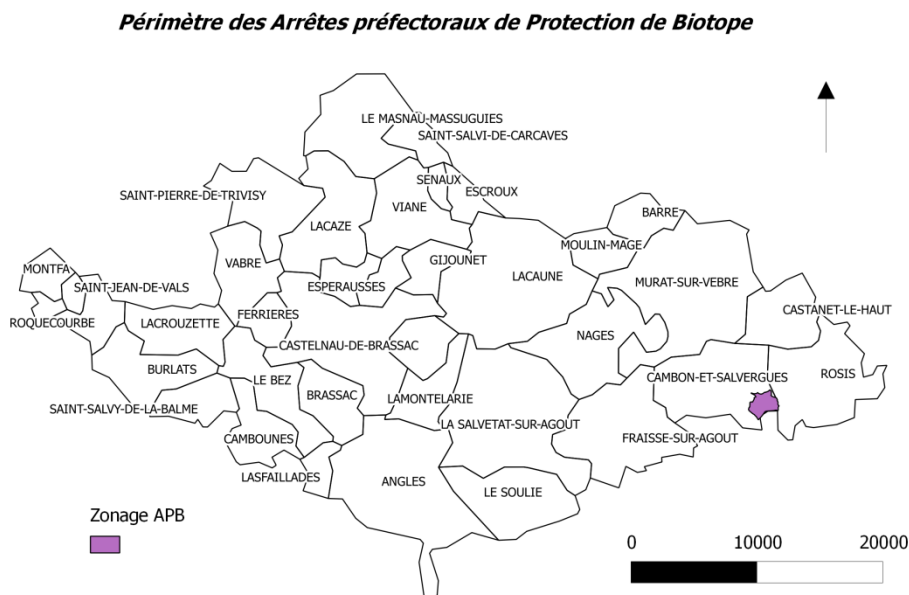 Périmètre des Arrêtes préfectoraux de Protection de Biotope
LE MASNAU-MASSUGUIES
SAINT-SALVI-DE-CARCAVES
SENAUX
ESCROUX
SAINT-PIERRE-DE-TRIVISY
VIANE
LACAZE
BARRE
MOULIN-MAGE
GIJOUNET
VABRE
MONTFA
LACAUNE
MURAT-SUR-VEBRE
SAINT-JEAN-DE-VALS
ESPERAUSSES
CASTANET-LE-HAUT
ROQUECOURBE
LACROUZETTE
FERRIERES
NAGES
CASTELNAU-DE-BRASSAC
BURLATS
LE BEZ
CAMBON-ET-SALVERGUES
ROSIS
BRASSAC
LAMONTELARIE
SAINT-SALVY-DE-LA-BALME
LA SALVETAT-SUR-AGOUT
CAMBOUNES
FRAISSE-SUR-AGOUT
LASFAILLADES
ANGLES
LE SOULIE
Zonage APB
0 10000 20000